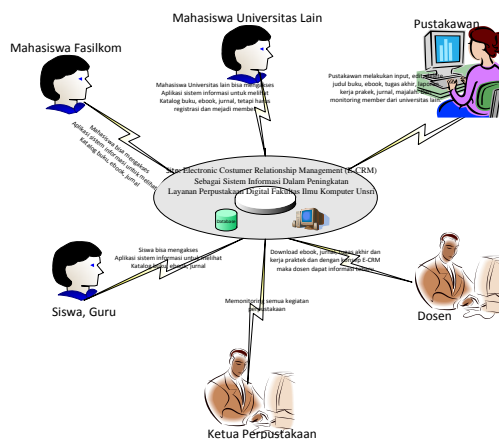 Mahasiswa Universitas Lain
Pustakawan
Mahasiswa Fasilkom
Mahasiswa Universitas lain bisa mengakses
Aplikasi sistem informasi untuk melihat
Katalog buku, ebook, jurnal, tetapi harus
registrasi dan mejadi member
Pustakawan melakukan input, edit
judul buku, ebook, tugas akhir, laporan
kerja prakek, jurnal, majalah
monitoring member dari universitas lain
Mahasiswa bisa mengakses
Aplikasi sistem informasi untuk melihat
Katalog buku, ebook, jurnal
Electronic Costumer Relationship Management (E-CRM)
Sebagai Sistem Informasi Dalam Peningkatan
Layanan Perpustakaan Digital Fakultas Ilmu Komputer Unsri
Database
Siswa bisa mengakses
Aplikasi sistem informasi untuk melihat
Katalog buku, ebook, jurnal
Download ebook, jurnal, tugas akhir dan
kerja praktek dan dengan konsep E-CRM
maka dosen dapat informasi
Siswa, Guru
Memonitoring semua kegiatan
perpustakaan
Dosen
Ketua Perpustakaan